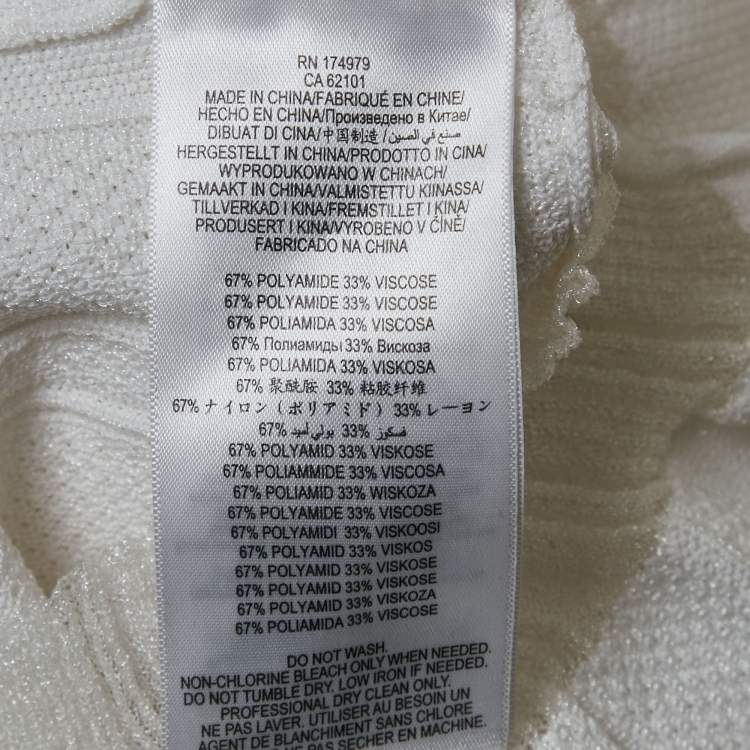 RN 174979
CA 62101
MADE IN CHINA/FABRIQUÉ EN CHINE/
HECHO EN CHINA/Произведено в Китае/
DIBUAT DI CINA/中国制造/صنع في الصين/
HERGESTELLT IN CHINA/PRODOTTO IN CINA/
WYPRODUKOWANO W CHINACH/
GEMAAKT IN CHINA/VALMISTETTU KIINASSA/
TILLVERKAD I KINA/FREMSTILLET I KINA/
PRODUSERT I KINA/VYROBENO V ČÍNĚ/
FABRICADO NA CHINA
67% POLYAMIDE 33% VISCOSE
67% POLYAMIDE 33% VISCOSE
67% POLIAMIDA 33% VISCOSA
67% Полиамиды 33% Вискоза
67% POLIAMIDA 33% VISKOSA
67% 聚酰胺 33% 粘胶纤维
67% ナイロン (ポリアミド) 33% レーヨン
67% بولي أميد 33% فسكوز
67% POLYAMID 33% VISKOSE
67% POLIAMMIDE 33% VISCOSA
67% POLIAMID 33% WISKOZA
67% POLYAMIDE 33% VISCOSE
67% POLYAMIDI 33% VISKOOSI
67% POLYAMID 33% VISKOS
67% POLYAMID 33% VISKOSE
67% POLYAMID 33% VISKOSE
67% POLYAMID 33% VISKOZA
67% POLIAMIDA 33% VISCOSE
DO NOT WASH.
NON-CHLORINE BLEACH ONLY WHEN NEEDED.
DO NOT TUMBLE DRY. LOW IRON IF NEEDED.
PROFESSIONAL DRY CLEAN ONLY.
NE PAS LAVER. UTILISER AU BESOIN UN
AGENT DE BLANCHIMENT SANS CHLORE
NE PAS SÉCHER EN MACHINE.